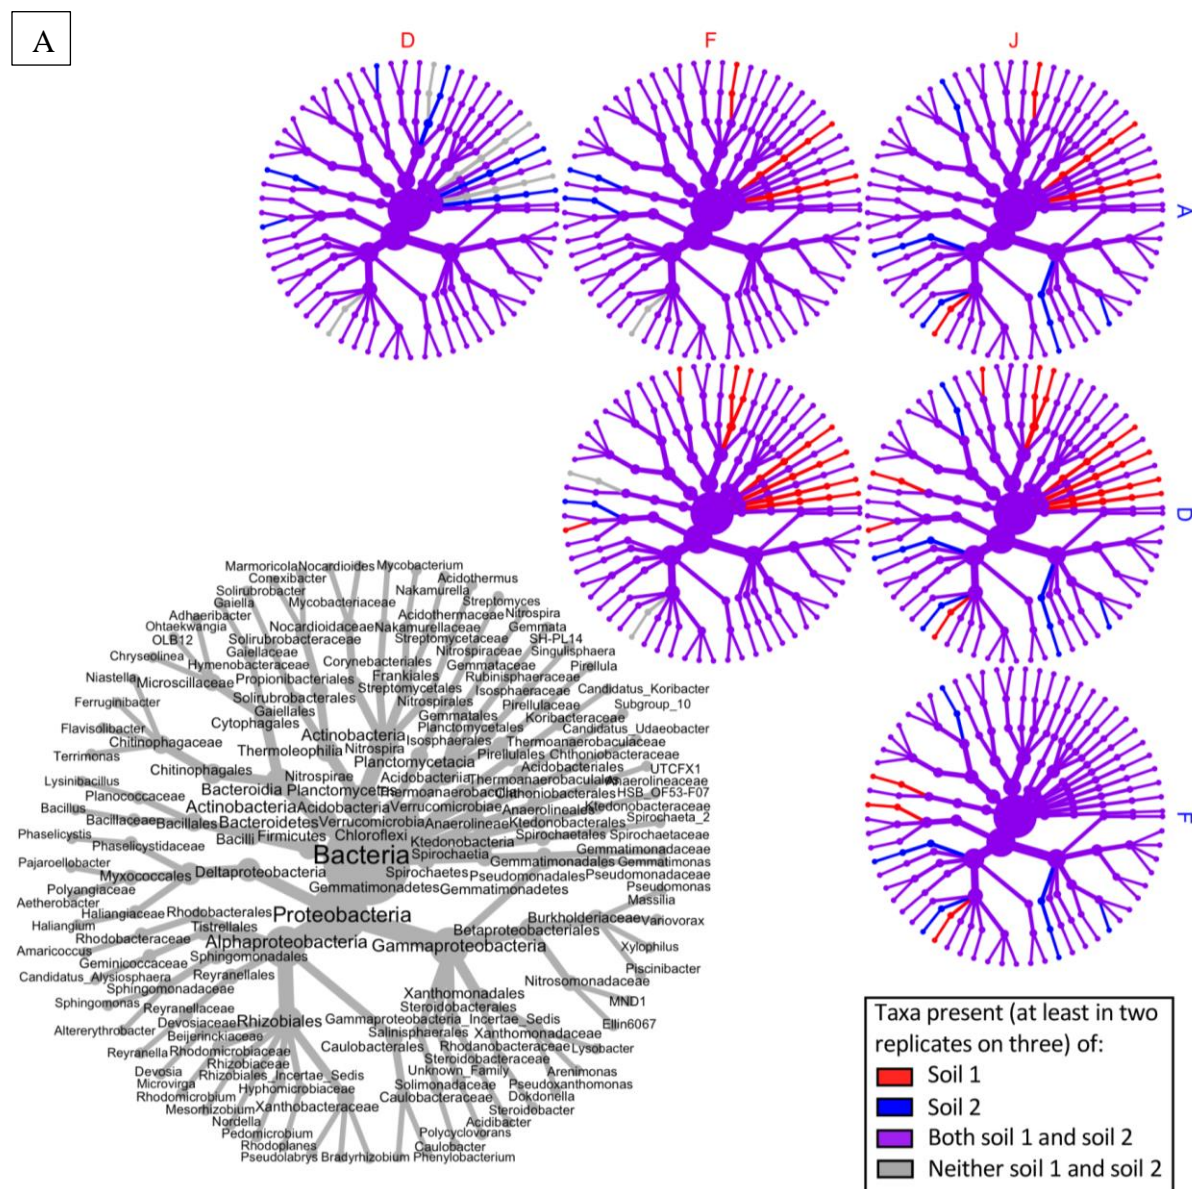 A
D F J
A
D
F
Marmoricola Nocardioides Mycobacterium
Conexibacter Acidothermus
Solirubrobacter Nakamurella
Gaiella Mycobacteriaceae Streptomyces
Adhaeribacter Acidothermaceae Nitrospira
Ohtaekwangia Nocardioidaceae Nakamurellaceae Gemmata
OLB12 Solirubrobacteraceae Streptomycetaceae SH-PL14
Chryseolinea Gaiellaceae Nitrospiraceae Singulisphaera
Hymenobacteraceae Corynebacteriales Gemmataceae Pirellula
Niastella Microscillaceae Propionibacteriales Frankiales Rubinisphaeraceae
Streptomycetales Isosphaeraceae Candidatus_Koribacter
Ferruginibacter Solirubrobacterales Nitrospirales Pirellulaceae Subgroup_10
Gaiellales Gemmatales Koribacteraceae
Flavisolibacter Cytophagales Planctomycetales Candidatus_Udaeobacter
Chitinophagaceae Actinobacteria Isosphaerales Thermoanaerobaculaceae
Terrimonas Thermoleophilia Nitrospira Pirellulales Chthoniobacteraceae
Chitinophagales Planctomycetacia Acidobacteriales UTCFX1
Lysinibacillus Nitrospirae Acidobacteriia Thermoanaerobaculales Anaerolineaceae
Planococcaceae Bacteroidia Planctomycetes Thermoanaerobaculia Chthoniobacterales HSB_OF53-F07
Bacillus Actinobacteria Acidobacteria Verrucomicrobiae Anaerolineales Ktedonobacteraceae
Bacillaceae Bacillales Bacteroidetes Verrucomicrobia Anaerolineae Ktedonobacterales Spirochaeta_2
Phaselicystis Bacilli Firmicutes Chloroflexi Ktedonobacteria Spirochaetales Spirochaetaceae
Phaselicystidaceae Bacteria Spirochaetia Gemmatimonadaceae
Pajaroellobacter Myxococcales Deltaproteobacteria Spirochaetes Gemmatimonadales Gemmatimonas
Polyangiaceae Gemmatimonadetes Gemmatimonadetes Pseudomonadales Pseudomonadaceae
Aetherobacter Pseudomonas
Haliangiaceae Rhodobacterales Proteobacteria Massilia
Haliangium Tistrellales Burkholderiaceae Variovorax
Rhodobacteraceae Alphaproteobacteria Gammaproteobacteria Betaproteobacteriales
Amaricoccus Geminicoccaceae Sphingomonadales Xylophilus
Candidatus_Alysiosphaera Reyranellales Piscinibacter
Sphingomonadaceae Nitrosomonadaceae
Sphingomonas Reyranellaceae Xanthomonadales MND1
Devosiaceae Rhizobiales Steroidobacterales
Altererythrobacter Beijerinckiaceae Gammaproteobacteria_Incertae_Sedis Ellin6067
Salinisphaerales Xanthomonadaceae
Reyranella Rhodomicrobiaceae Caulobacterales Rhodanobacteraceae Lysobacter
Rhizobiaceae Steroidobacteraceae
Devosia Rhizobiales_Incertae_Sedis Unknown_Family Arenimonas
Microvirga Hyphomicrobiaceae Solimonadaceae Pseudoxanthomonas
Rhodomicrobium Caulobacteraceae Dokdonella
Mesorhizobium Xanthobacteraceae Steroidobacter
Nordella Acidibacter
Pedomicrobium Polycyclovorans
Rhodoplanes Caulobacter
Pseudolabrys Bradyrhizobium Phenylobacterium
Taxa present (at least in two
replicates on three) of:
Soil 1
Soil 2
Both soil 1 and soil 2
Neither soil 1 and soil 2